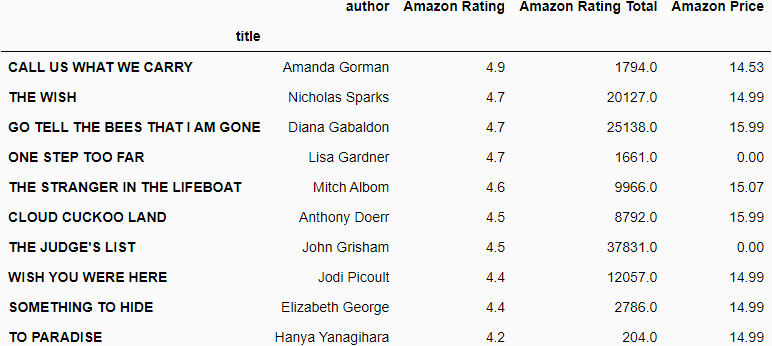 author Amazon Rating Amazon Rating Total Amazon Price
title
CALL US WHAT WE CARRY Amanda Gorman 4.9 1794.0 14.53
THE WISH Nicholas Sparks 4.7 20127.0 14.99
GO TELL THE BEES THAT I AM GONE Diana Gabaldon 4.7 25138.0 15.99
ONE STEP TOO FAR Lisa Gardner 4.7 1661.0 0.00
THE STRANGER IN THE LIFEBOAT Mitch Albom 4.6 9966.0 15.07
CLOUD CUCKOO LAND Anthony Doerr 4.5 8792.0 15.99
THE JUDGE'S LIST John Grisham 4.5 37831.0 0.00
WISH YOU WERE HERE Jodi Picoult 4.4 12057.0 14.99
SOMETHING TO HIDE Elizabeth George 4.4 2786.0 14.99
TO PARADISE Hanya Yanagihara 4.2 204.0 14.99